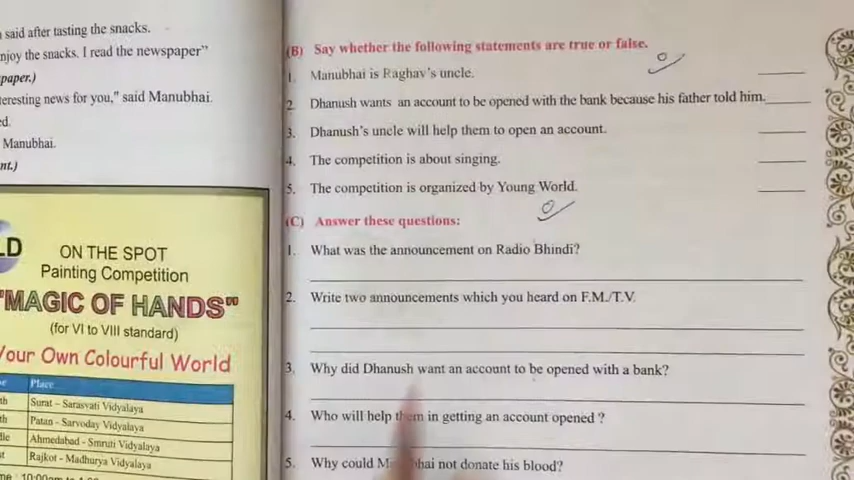 said after tasting the snacks.
njoy the snacks. I read the newspaper”
paper.)
teresting news for you," said Manubhai.
ed.
Manubhai.
nt.)
LD
ON THE SPOT
Painting Competition
"MAGIC OF HANDS"
(for VI to VIII standard)
Your Own Colourful World
Place
Surat – Sarasvati Vidyalaya
Patan – Sarvoday Vidyalaya
Ahmedabad - Smruti Vidyalaya
Rajkot - Madhurya Vidyalaya
(B) Say whether the following statements are true or false.
1. Manubhai is Raghav's uncle.
2. Dhanush wants an account to be opened with the bank because his father told him.
3. Dhanush's uncle will help them to open an account.
4. The competition is about singing.
5. The competition is organized by Young World.
(C) Answer these questions:
1. What was the announcement on Radio Bhindi?
2. Write two announcements which you heard on F.M./T.V.
3. Why did Dhanush want an account to be opened with a bank?
4. Who will help them in getting an account opened ?
5. Why could M hai not donate his blood?